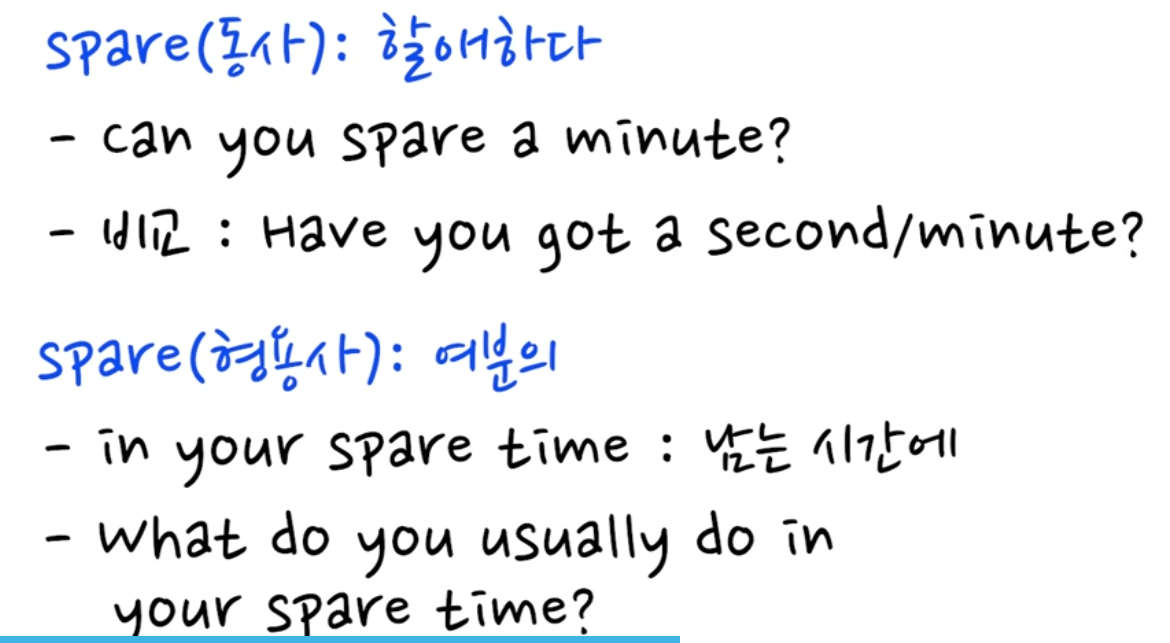 spare(동사): 할애하다
- can you spare a minute?
- 비교 : Have you got a second/minute?
spare(형용사): 여분의
- in your spare time : 남는 시간에
- What do you usually do in
your spare time?